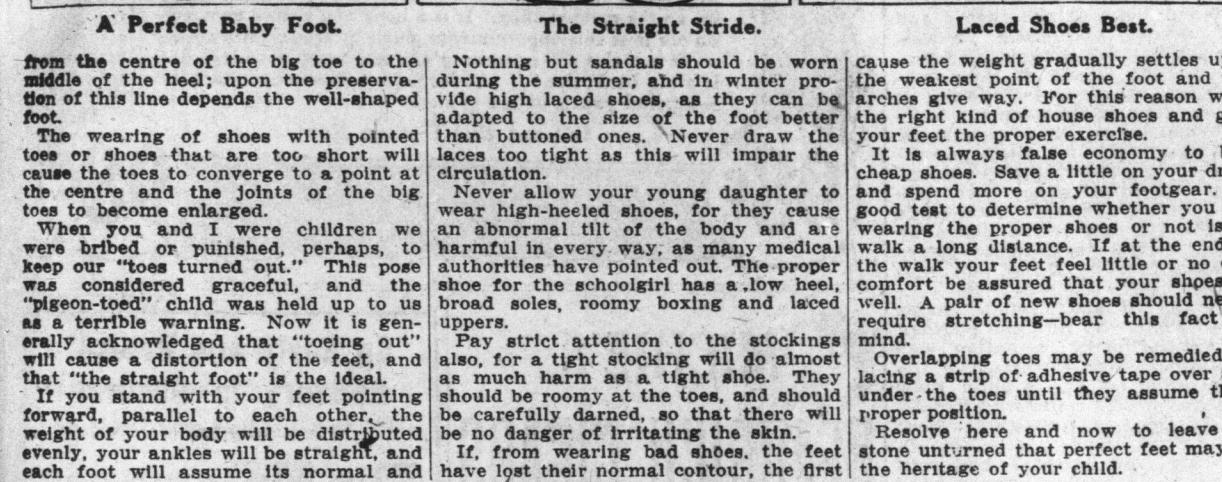 A Perfect Baby Foot.
from the centre of the big toe to the
middle of the heel; upon the preserva-
tion of this line depends the well-shaped
foot.
The wearing of shoes with pointed
toes or shoes that are too short will
cause the toes to converge to a point at
the centre and the joints of the big
toes to become enlarged.
When you and I were children we
were bribed or punished, perhaps, to
keep our "toes turned out." This pose
was considered graceful, and the
"pigeon-toed" child was held up to us
as a terrible warning. Now it is gen-
erally acknowledged that "toeing out"
will cause a distortion of the feet, and
that "the straight foot" is the ideal.
If you stand with your feet pointing
forward, parallel to each other, the
weight of your body will be distributed
evenly, your ankles will be straight, and
each foot will assume its normal and
The Straight Stride.
Nothing but sandals should be worn
during the summer, and in winter pro-
vide high laced shoes, as they can be
adapted to the size of the foot better
than buttoned ones. Never draw the
laces too tight as this will impair the
circulation.
Never allow your young daughter to
wear high-heeled shoes, for they cause
an abnormal tilt of the body and are
harmful in every way, as many medical
authorities have pointed out. The proper
shoe for the schoolgirl has a low heel,
broad soles, roomy boxing and laced
uppers.
Pay strict attention to the stockings
also, for a tight stocking will do almost
as much harm as a tight shoe. They
should be roomy at the toes, and should
be carefully darned, so that there will
be no danger of irritating the skin.
If, from wearing bad shoes, the feet
have lost their normal contour, the first
Laced Shoes Best.
cause the weight gradually settles
the weakest point of the foot and
arches give way. For this reason
the right kind of house shoes and
your feet the proper exercise.
It is always false economy to
cheap shoes. Save a little on your
and spend more on your footgear.
good test to determine whether you
wearing the proper shoes or not is
walk a long distance. If at the end
the walk your feet feel little or no
comfort be assured that your shoes
well. A pair of new shoes should
require stretching—bear this fact
mind.
Overlapping toes may be remedied
lacing a strip of adhesive tape over
under the toes until they assume
proper position.
Resolve here and now to leave
stone unturned that perfect feet may
the heritage of your child.